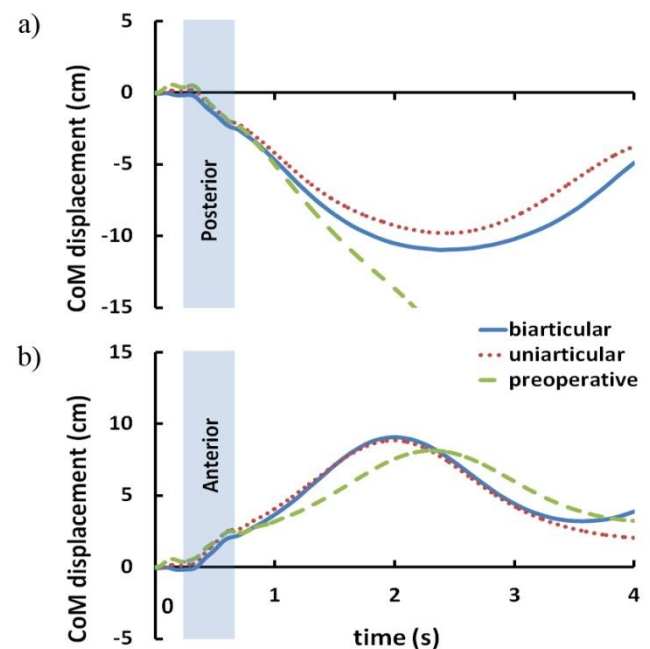 a)
5
0
-5
-10
-15
CoM displacement (cm)
Posterior
biarticular
uniarticular
preoperative
b)
15
10
5
0
-5
CoM displacement (cm)
Anterior
0
1
2
3
4
time (s)